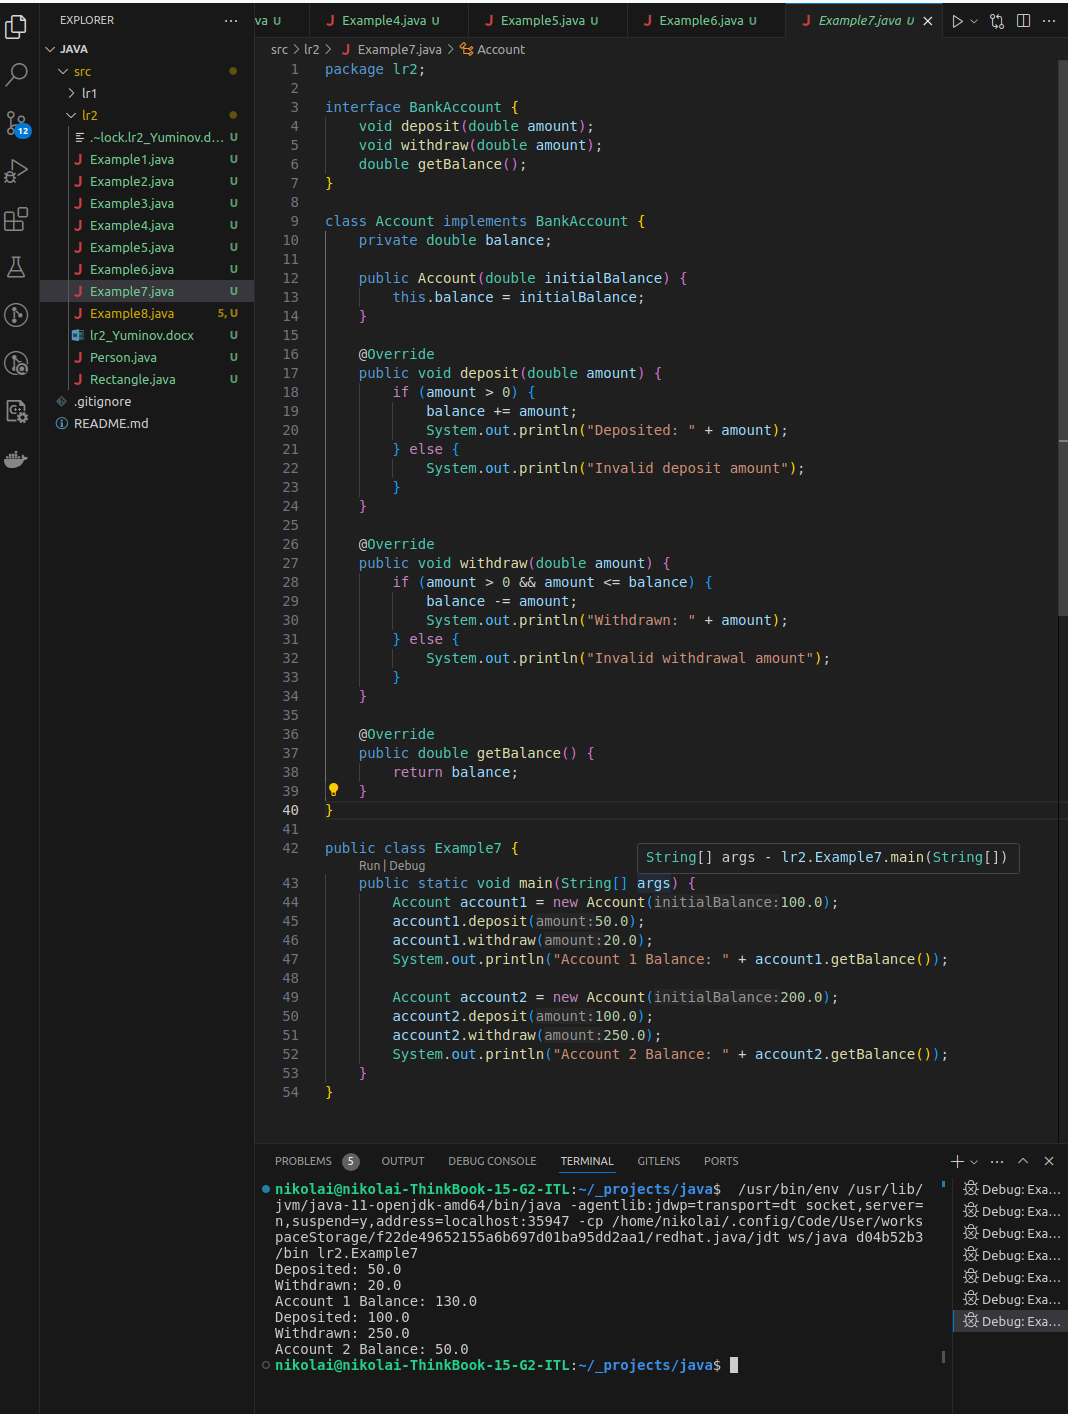 EXPLORER
JAVA
src
lr1
lr2
.~lock.lr2_Yuminov.d... U
Example1.java U
Example2.java U
Example3.java U
Example4.java U
Example5.java U
Example6.java U
Example7.java U
Example8.java 5, U
lr2_Yuminov.docx U
Person.java U
Rectangle.java U
.gitignore
README.md
12
va U
Example4.java U
Example5.java U
Example6.java U
Example7.java U
src > lr2 > Example7.java > Account
1 package lr2;
2
3 interface BankAccount {
4 void deposit(double amount);
5 void withdraw(double amount);
6 double getBalance();
7 }
8
9 class Account implements BankAccount {
10 private double balance;
11
12 public Account(double initialBalance) {
13 this.balance = initialBalance;
14 }
15
16 @Override
17 public void deposit(double amount) {
18 if (amount > 0) {
19 balance += amount;
20 System.out.println("Deposited: " + amount);
21 } else {
22 System.out.println("Invalid deposit amount");
23 }
24 }
25
26 @Override
27 public void withdraw(double amount) {
28 if (amount > 0 && amount <= balance) {
29 balance -= amount;
30 System.out.println("Withdrawn: " + amount);
31 } else {
32 System.out.println("Invalid withdrawal amount");
33 }
34 }
35
36 @Override
37 public double getBalance() {
38 return balance;
39 }
40 }
41
42 public class Example7 {
Run | Debug
String[] args - lr2.Example7.main(String[])
43 public static void main(String[] args) {
44 Account account1 = new Account(initialBalance:100.0);
45 account1.deposit(amount:50.0);
46 account1.withdraw(amount:20.0);
47 System.out.println("Account 1 Balance: " + account1.getBalance());
48
49 Account account2 = new Account(initialBalance:200.0);
50 account2.deposit(amount:100.0);
51 account2.withdraw(amount:250.0);
52 System.out.println("Account 2 Balance: " + account2.getBalance());
53 }
54 }
PROBLEMS 5 OUTPUT DEBUG CONSOLE TERMINAL GITLENS PORTS
nikolai@nikolai-ThinkBook-15-G2-ITL:~/_projects/java$ /usr/bin/env /usr/lib/
jvm/java-11-openjdk-amd64/bin/java -agentlib:jdwp=transport=dt socket,server=
n,suspend=y,address=localhost:35947 -cp /home/nikolai/.config/Code/User/works
paceStorage/f22de49652155a6b697d01ba95dd2aa1/redhat.java/jdt ws/java d04b52b3
/bin lr2.Example7
Deposited: 50.0
Withdrawn: 20.0
Account 1 Balance: 130.0
Deposited: 100.0
Withdrawn: 250.0
Account 2 Balance: 50.0
nikolai@nikolai-ThinkBook-15-G2-ITL:~/_projects/java$
Debug: Exa...
Debug: Exa...
Debug: Exa...
Debug: Exa...
Debug: Exa...
Debug: Exa...
Debug: Exa...